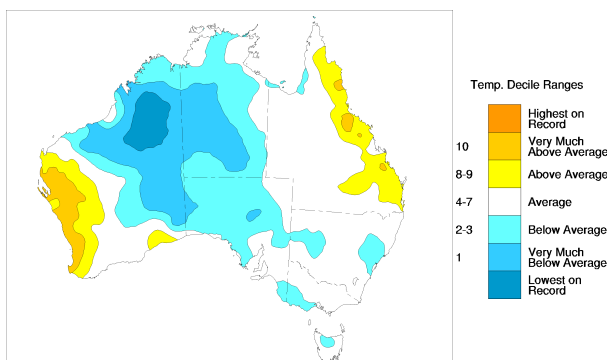 Temp. Decile Ranges
Highest on
Record
10
Very Much
Above Average
8-9
Above Average
4-7
Average
2-3
Below Average
1
Very Much
Below Average
Lowest on
Record